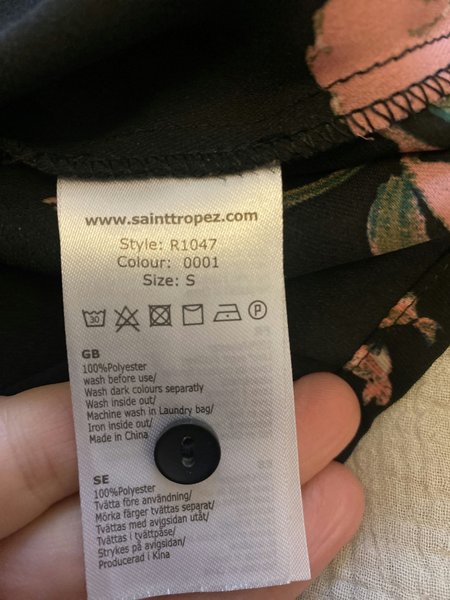 www.sainttropez.com
Style: R1047
Colour: 0001
Size: S
30
P
GB
100%Polyester
wash before use/
Wash dark colours separatly
Wash inside out/
Machine wash in Laundry bag/
Iron inside out/
Made in China
SE
100%Polyester
Tvätta före användning/
Mörka färger tvättas separat/
Tvättas med avigsidan utåt/
Tvättas i tvättpåse/
Strykes på avigsidan/
Producerad i Kina